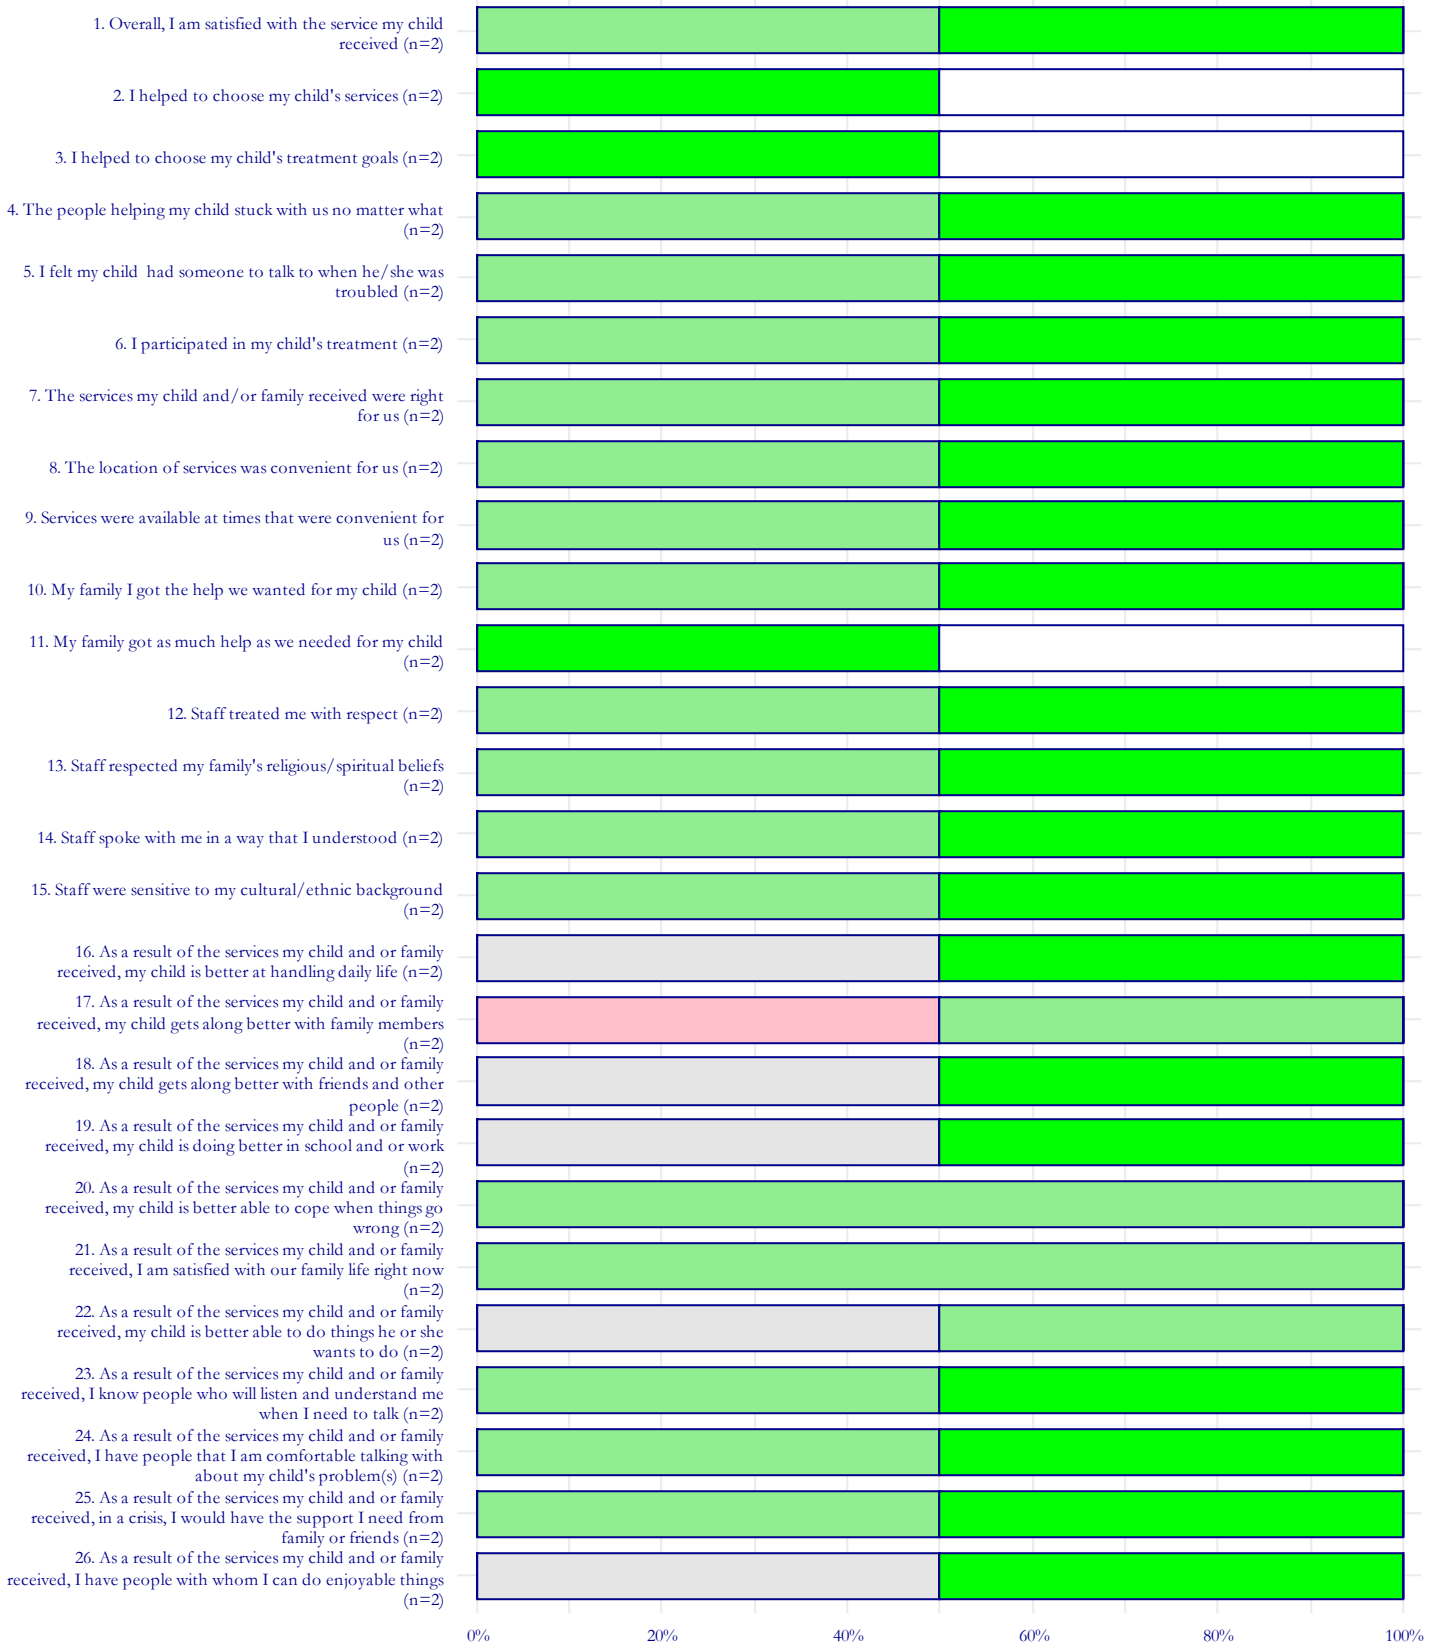 1. Overall, I am satisfied with the service my child
received (n=2)
2. I helped to choose my child's services (n=2)
3. I helped to choose my child's treatment goals (n=2)
4. The people helping my child stuck with us no matter what
(n=2)
5. I felt my child  had someone to talk to when he/she was
troubled (n=2)
6. I participated in my child's treatment (n=2)
7. The services my child and/or family received were right
for us (n=2)
8. The location of services was convenient for us (n=2)
9. Services were available at times that were convenient for
us (n=2)
10. My family I got the help we wanted for my child (n=2)
11. My family got as much help as we needed for my child
(n=2)
12. Staff treated me with respect (n=2)
13. Staff respected my family's religious/spiritual beliefs
(n=2)
14. Staff spoke with me in a way that I understood (n=2)
15. Staff were sensitive to my cultural/ethnic background
(n=2)
16. As a result of the services my child and or family
received, my child is better at handling daily life (n=2)
17. As a result of the services my child and or family
received, my child gets along better with family members
(n=2)
18. As a result of the services my child and or family
received, my child gets along better with friends and other
people (n=2)
19. As a result of the services my child and or family
received, my child is doing better in school and or work
(n=2)
20. As a result of the services my child and or family
received, my child is better able to cope when things go
wrong (n=2)
21. As a result of the services my child and or family
received, I am satisfied with our family life right now
(n=2)
22. As a result of the services my child and or family
received, my child is better able to do things he or she
wants to do (n=2)
23. As a result of the services my child and or family
received, I know people who will listen and understand me
when I need to talk (n=2)
24. As a result of the services my child and or family
received, I have people that I am comfortable talking with
about my child's problem(s) (n=2)
25. As a result of the services my child and or family
received, in a crisis, I would have the support I need from
family or friends (n=2)
26. As a result of the services my child and or family
received, I have people with whom I can do enjoyable things
(n=2)
0% 20% 40% 60% 80% 100%